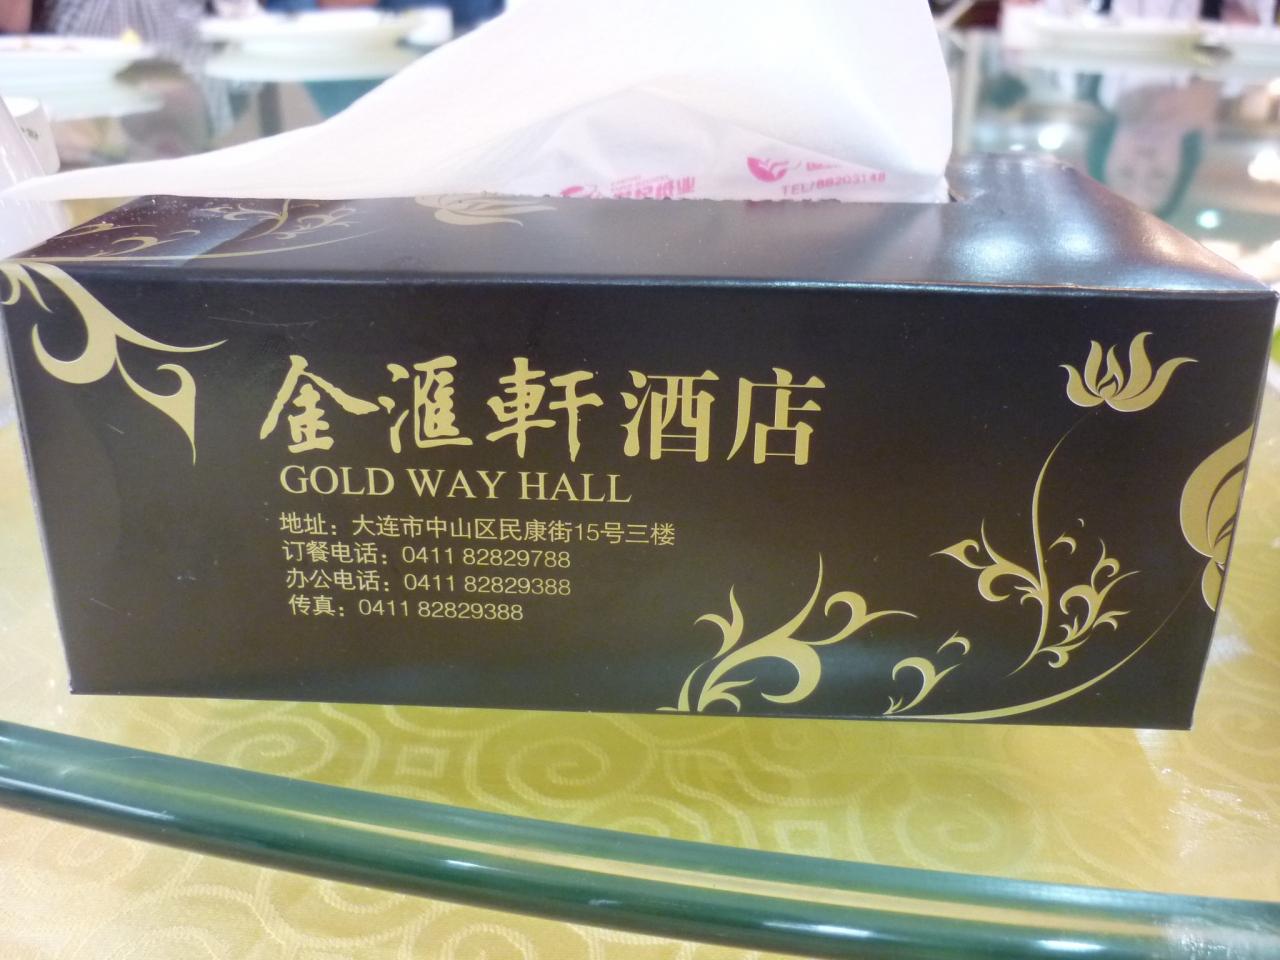 TEL/88203148
金滙軒酒店
GOLD WAY HALL
地址：大连市中山区民康街15号三楼
订餐电话：0411 82829788
办公电话：0411 82829388
传真：0411 82829388